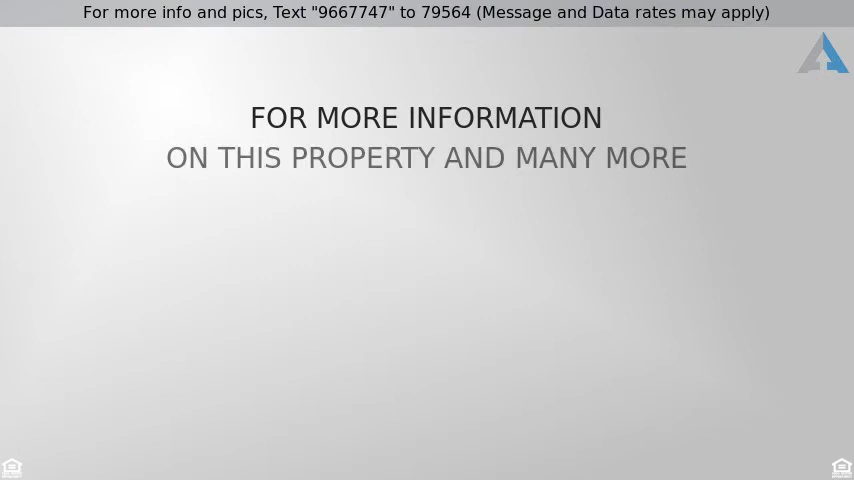 For more info and pics, Text "9667747" to 79564 (Message and Data rates may apply)
FOR MORE INFORMATION
ON THIS PROPERTY AND MANY MORE